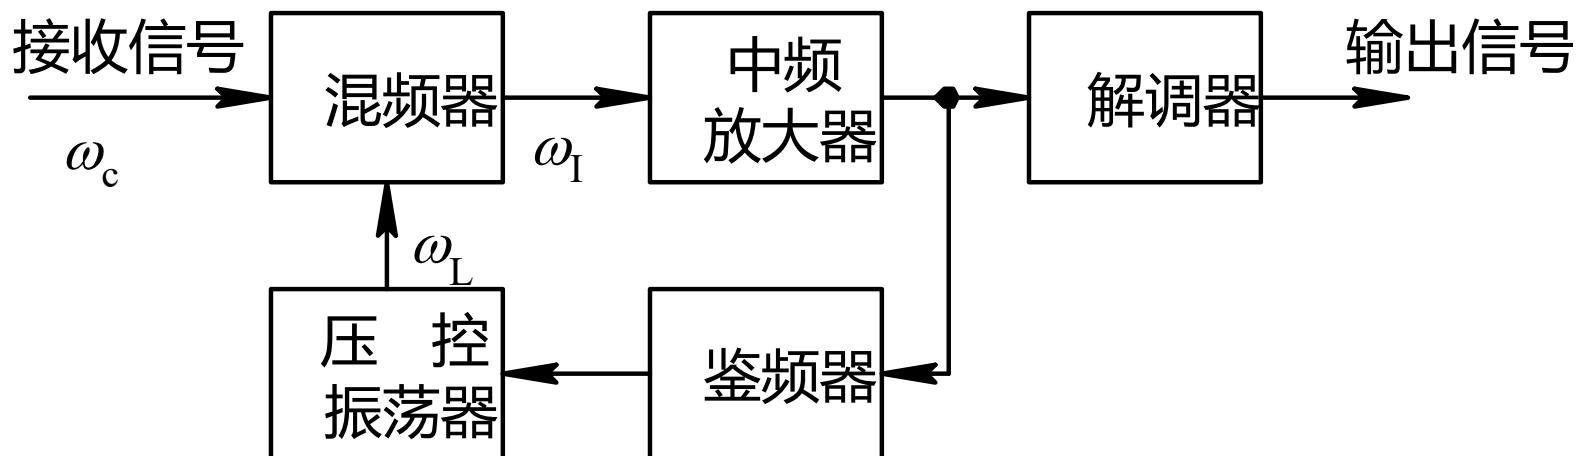 接收信号
混频器
中频
放大器
解调器
输出信号
ωc
ωI
ωL
压 控
振荡器
鉴频器